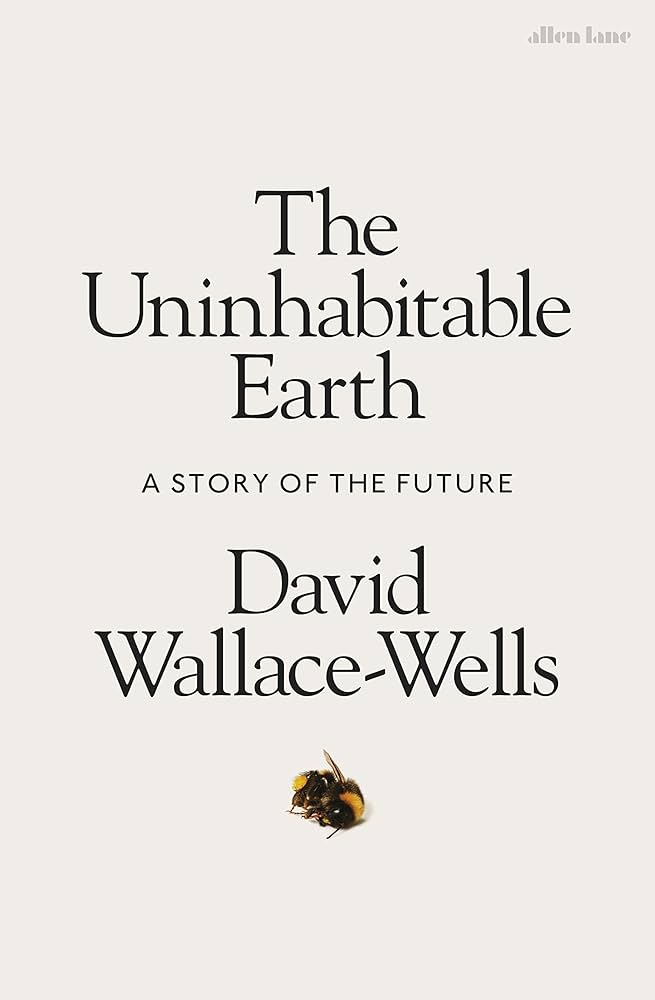 allen lane
The
Uninhabitable
Earth
A STORY OF THE FUTURE
David
Wallace-Wells